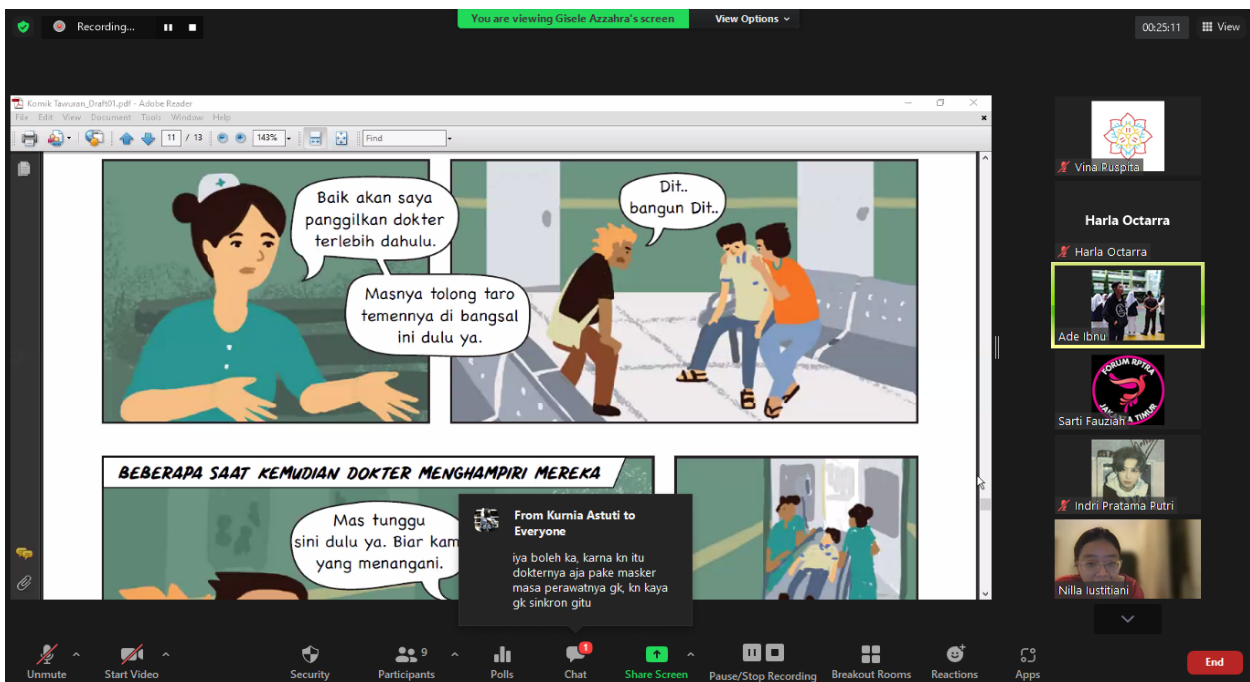 Recording...
You are viewing Gisele Azzahra's screen
View Options
00:25:11
View
Komik Tawuran_Draft01.pdf - Adobe Reader
File Edit View Document Tools Window Help
11 / 13
143%
Find
Baik akan saya
panggilkan dokter
terlebih dahulu.
Masnya tolong taro
temennya di bangsal
ini dulu ya.
Dit..
bangun Dit..
BEBERAPA SAAT KEMUDIAN DOKTER MENGHAMPIRI MEREKA
Mas tunggu
sini dulu ya. Biar kam
yang menangani.
From Kurnia Astuti to
Everyone
iya boleh ka, karna kn itu
dokternya aja pake masker
masa perawatnya gk, kn kaya
gk sinkron gitu
Vina Ruspita
Harla Octarra
Harla Octarra
Ade Ibnu
FORUM RPTRA
JAKARTA TIMUR
Sarti Fauziah
Indri Pratama Putri
Nilla Iustitiani
Unmute
Start Video
Security
9
Participants
Polls
1
Chat
Share Screen
Pause/Stop Recording
Breakout Rooms
Reactions
Apps
End